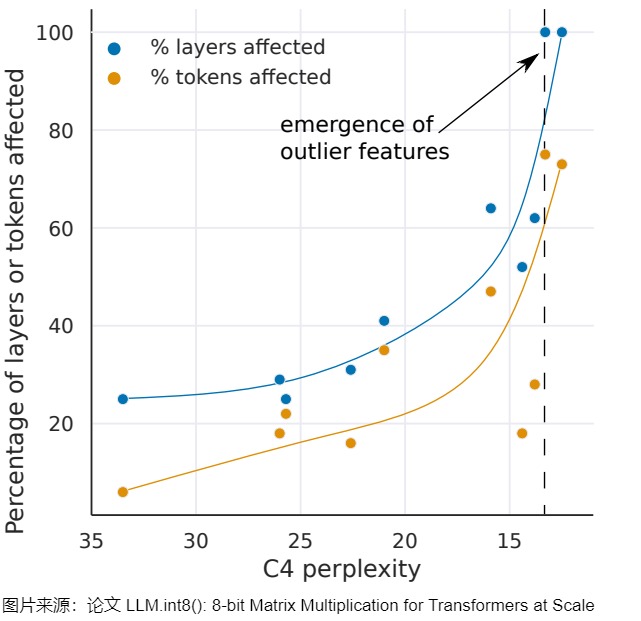 100
80
60
40
20
Percentage of layers or tokens affected
% layers affected
% tokens affected
emergence of
outlier features
35 30 25 20 15
C4 perplexity
图片来源：论文 LLM.int8(): 8-bit Matrix Multiplication for Transformers at Scale